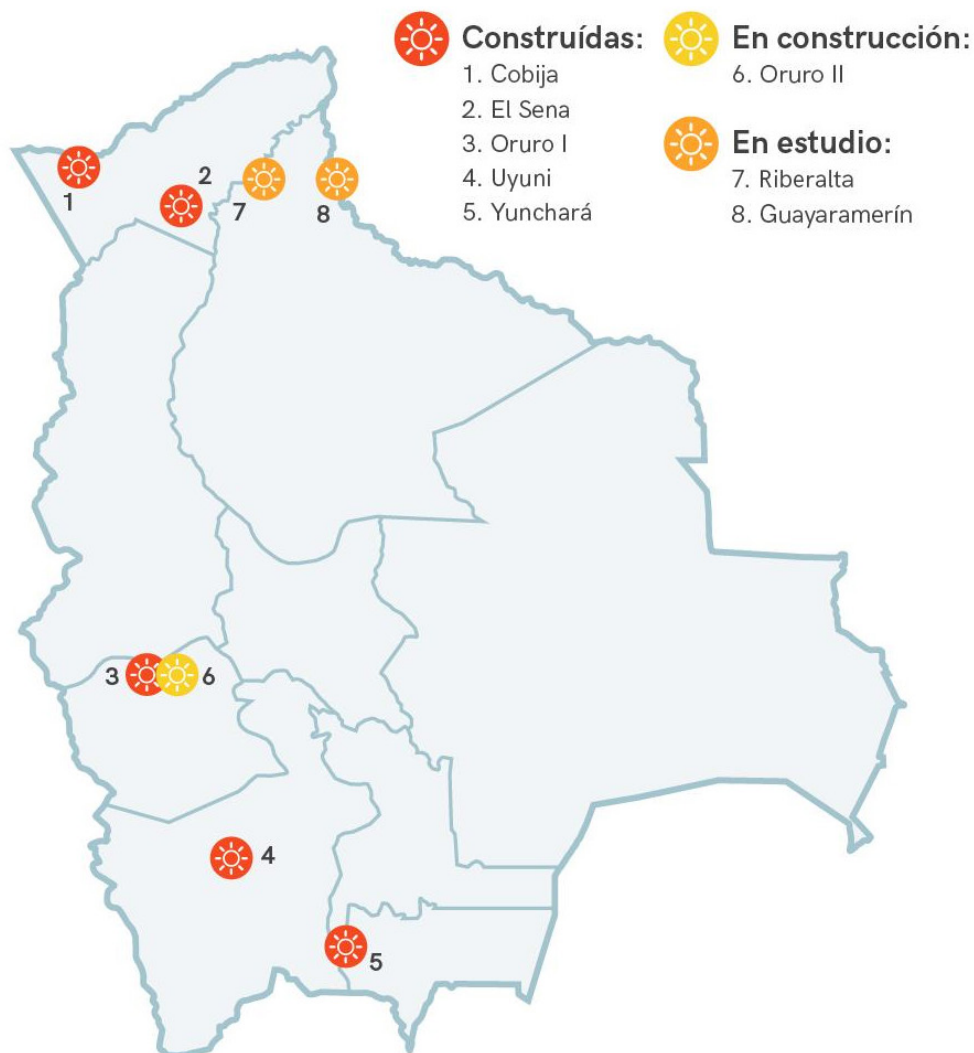 Construídas:
1. Cobija
2. El Sena
3. Oruro I
4. Uyuni
5. Yunchará
En construcción:
6. Oruro II
En estudio:
7. Riberalta
8. Guayaramerín
1
2
7
8
3
6
4
5